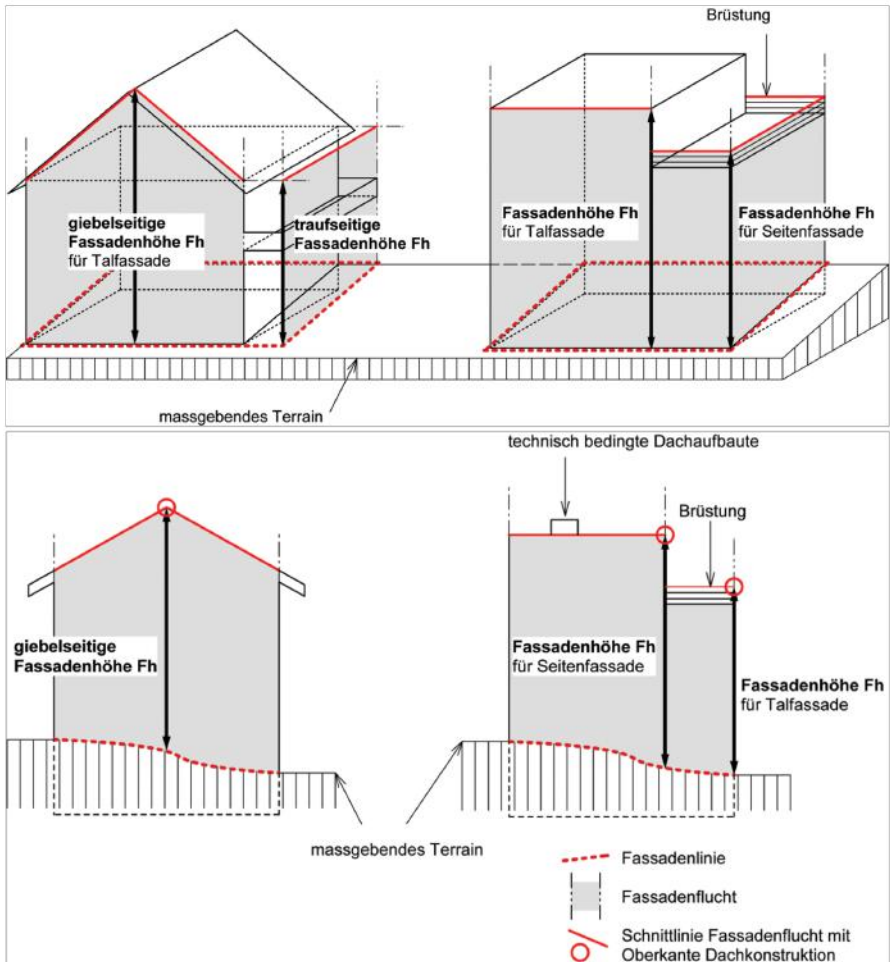 Brüstung
giebelseitige
Fassadenhöhe Fh
für Talfassade
traufseitige
Fassadenhöhe Fh
Fassadenhöhe Fh
für Talfassade
Fassadenhöhe Fh
für Seitenfassade
massgebendes Terrain
technisch bedingte Dachaufbaute
Brüstung
giebelseitige
Fassadenhöhe Fh
Fassadenhöhe Fh
für Seitenfassade
Fassadenhöhe Fh
für Talfassade
massgebendes Terrain
Fassadenlinie
Fassadenflucht
Schnittlinie Fassadenflucht mit
Oberkante Dachkonstruktion